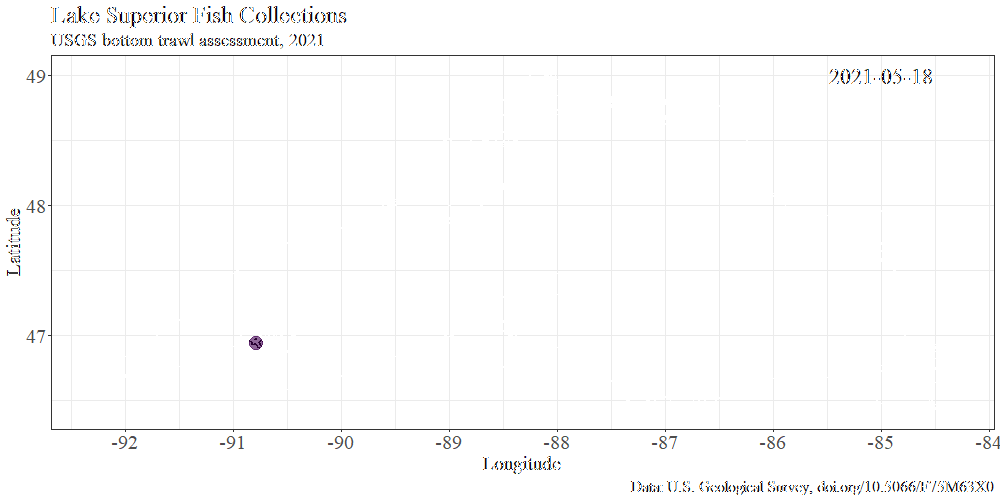 Lake Superior Fish Collections
USGS bottom trawl assessment, 2021
2021-05-18
49
48
47
Latitude
-92 -91 -90 -89 -88 -87 -86 -85 -84
Longitude
Data: U.S. Geological Survey, doi.org/10.5066/F75M63X0